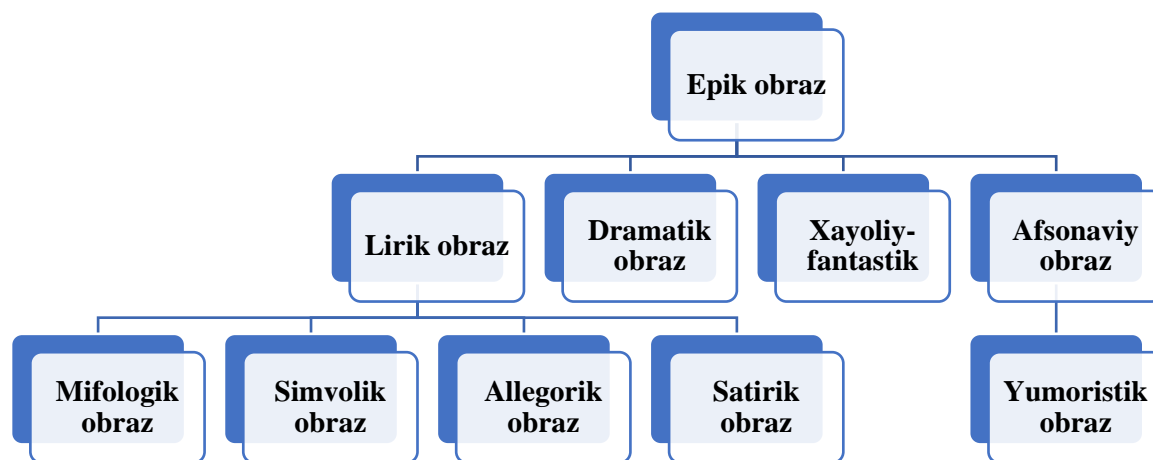 Epik obraz
Lirik obraz
Dramatik
obraz
Xayoliy-
fantastik
Afsonaviy
obraz
Mifologik
obraz
Simvolik
obraz
Allegorik
obraz
Satirik
obraz
Yumoristik
obraz